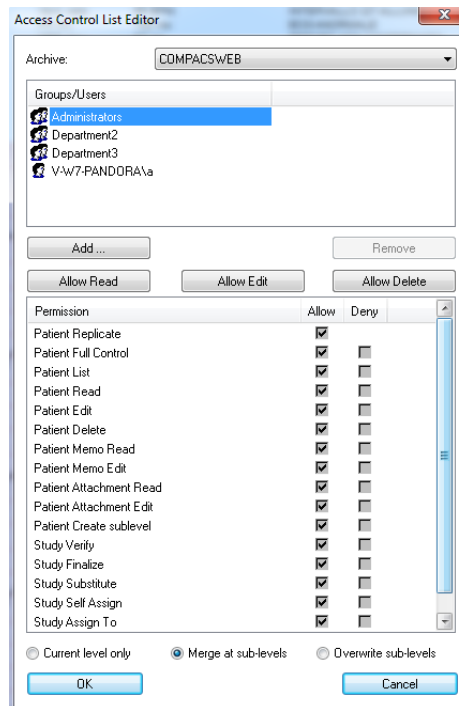 Access Control List Editor
Archive: COMPACSWEB
Groups/Users
Administrators
Department2
Department3
V-W7-PANDORA\a
Add ... Remove
Allow Read Allow Edit Allow Delete
Permission Allow Deny
Patient Replicate
Patient Full Control
Patient List
Patient Read
Patient Edit
Patient Delete
Patient Memo Read
Patient Memo Edit
Patient Attachment Read
Patient Attachment Edit
Patient Create sublevel
Study Verify
Study Finalize
Study Substitute
Study Self Assign
Study Assign To
Current level only Merge at sub-levels Overwrite sub-levels
OK Cancel